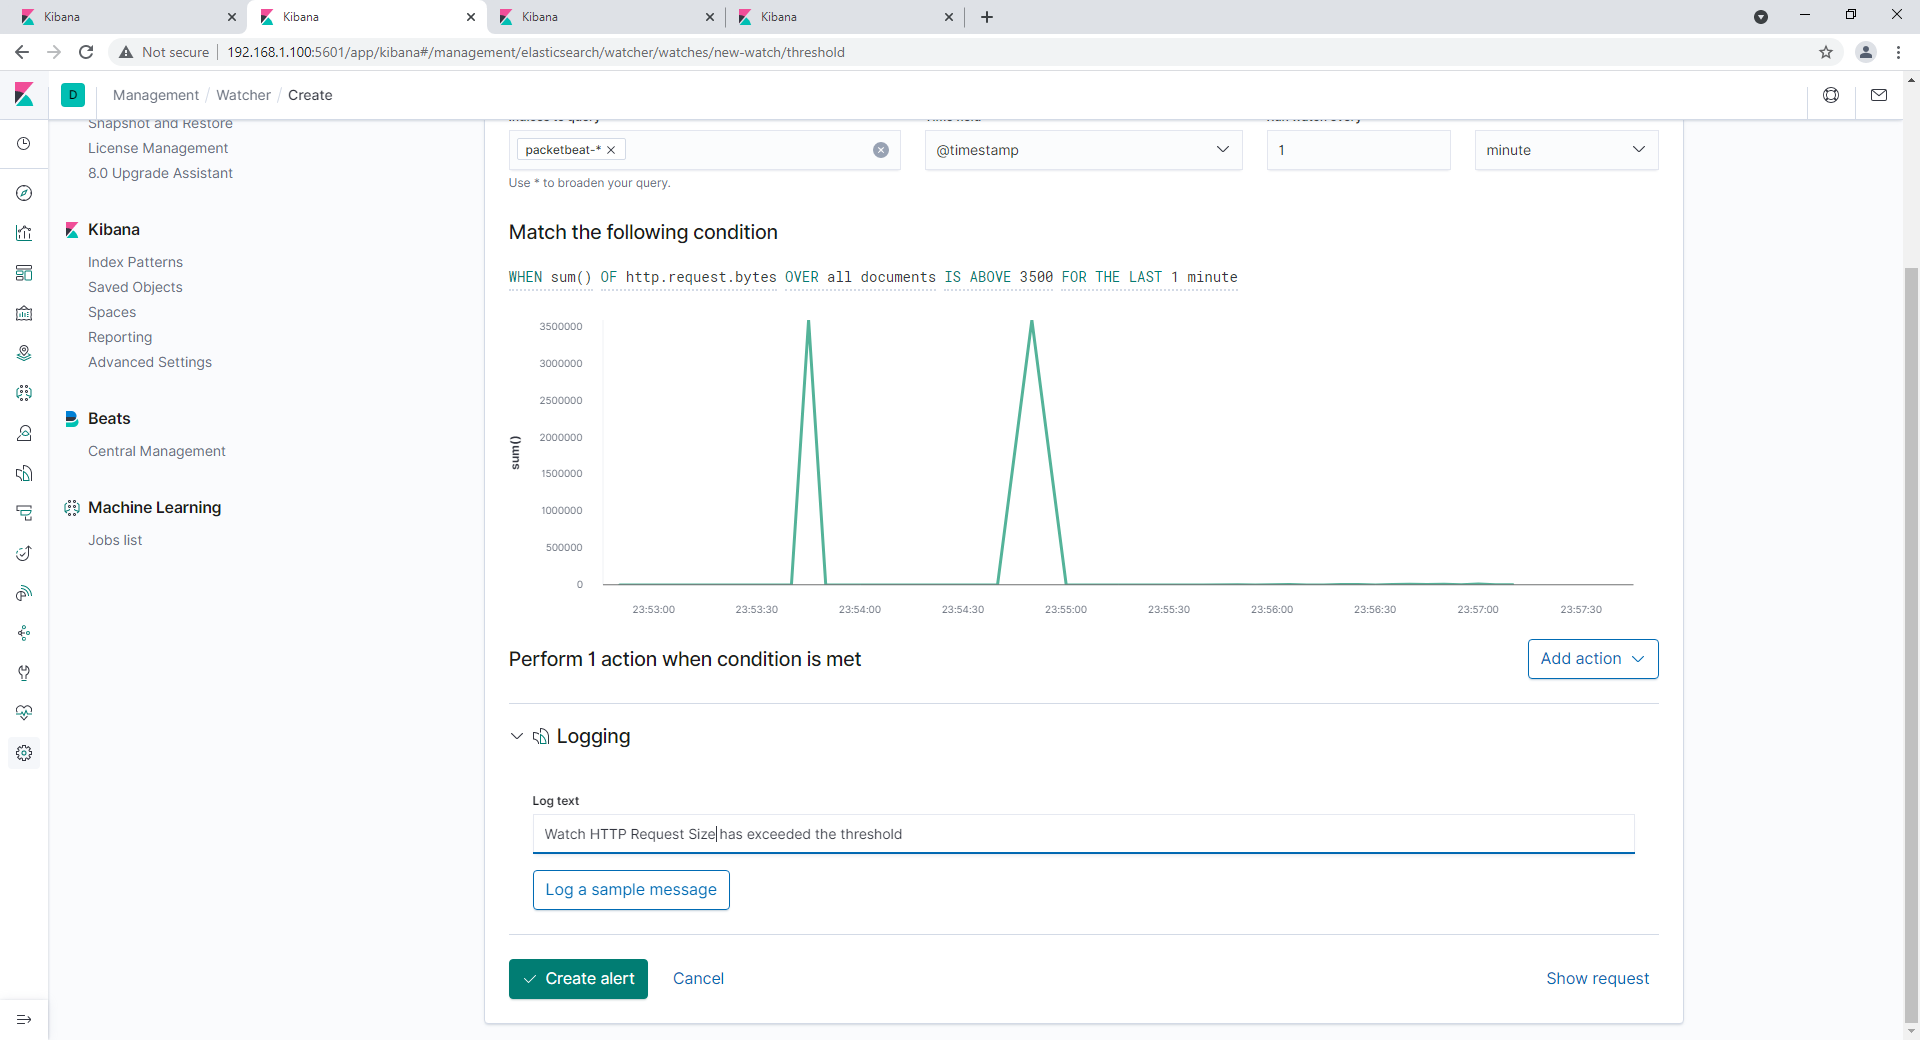 Kibana
Kibana
Kibana
Kibana
Not secure
192.168.1.100:5601/app/kibana#/management/elasticsearch/watcher/watches/new-watch/threshold
D
Management / Watcher / Create
Snapshot and Restore
License Management
8.0 Upgrade Assistant
Kibana
Index Patterns
Saved Objects
Spaces
Reporting
Advanced Settings
Beats
Central Management
Machine Learning
Jobs list
packetbeat-*
@timestamp
1
minute
Use * to broaden your query.
Match the following condition
WHEN sum() OF http.request.bytes OVER all documents IS ABOVE 3500 FOR THE LAST 1 minute
sum()
3500000
3000000
2500000
2000000
1500000
1000000
500000
0
23:53:00 23:53:30 23:54:00 23:54:30 23:55:00 23:55:30 23:56:00 23:56:30 23:57:00 23:57:30
Perform 1 action when condition is met
Add action
Logging
Log text
Watch HTTP Request Size has exceeded the threshold
Log a sample message
Create alert
Cancel
Show request